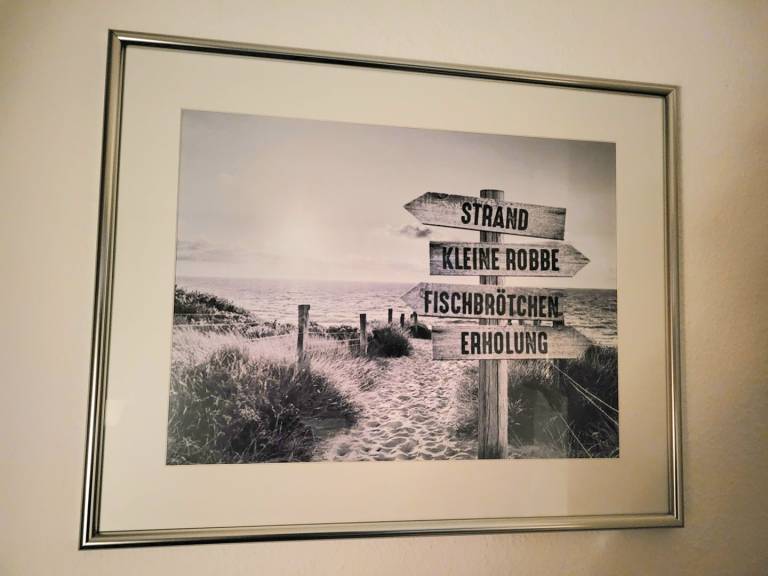 STRAND
KLEINE ROBBE
FISCHBRÖTCHEN
ERHOLUNG